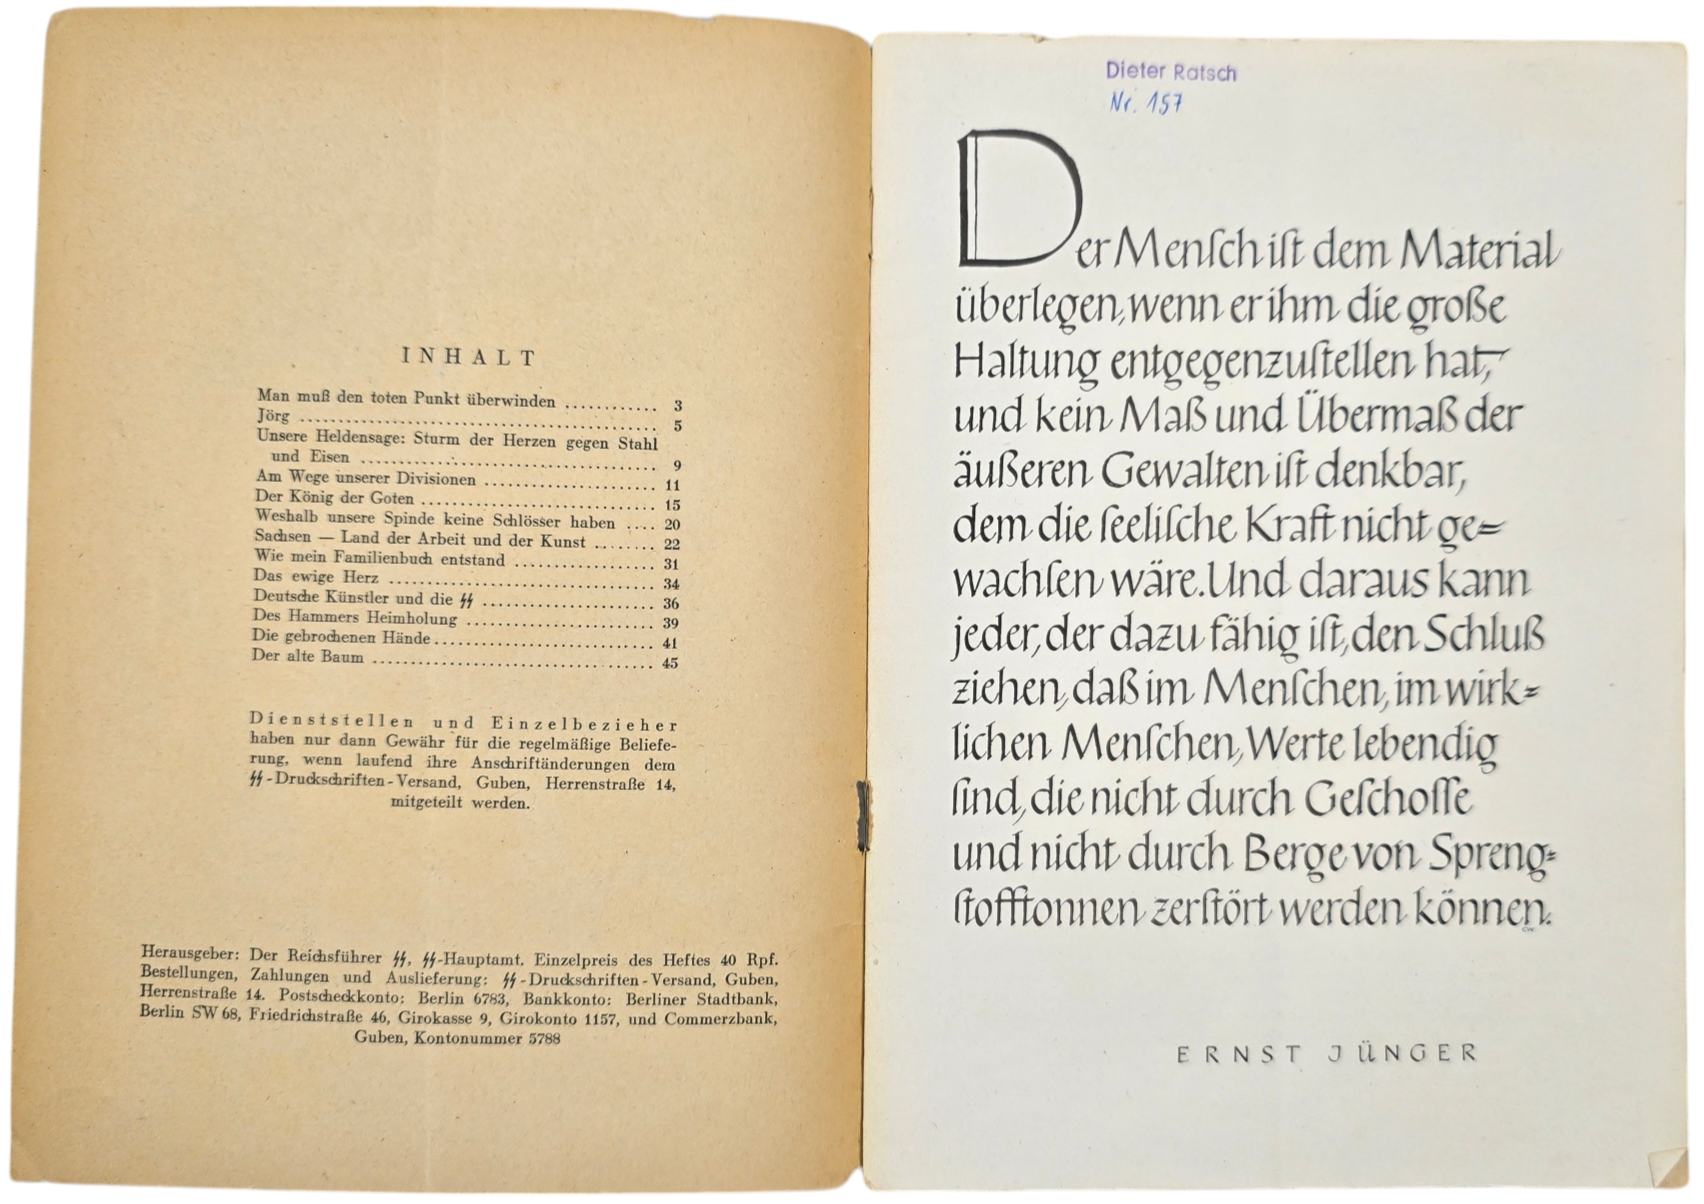 INHALT
Man muß den toten Punkt überwinden ............ 3
Jörg ................................................ 5
Unsere Heldensage: Sturm der Herzen gegen Stahl
und Eisen ........................................ 9
Am Wege unserer Divisionen ........................ 11
Der König der Goten ................................. 15
Weshalb unsere Spinde keine Schlösser haben .... 20
Sachsen — Land der Arbeit und der Kunst ........ 22
Wie mein Familienbuch entstand .................... 31
Das ewige Herz ..................................... 34
Deutsche Künstler und die ᛋᛋ ........................ 36
Des Hammers Heimholung .......................... 39
Die gebrochenen Hände.............................. 41
Der alte Baum ...................................... 45
Dienststellen und Einzelbezieher
haben nur dann Gewähr für die regelmäßige Beliefe-
rung, wenn laufend ihre Anschriftänderungen dem
ᛋᛋ-Druckschriften-Versand, Guben, Herrenstraße 14,
mitgeteilt werden.
Herausgeber: Der Reichsführer ᛋᛋ, ᛋᛋ-Hauptamt. Einzelpreis des Heftes 40 Rpf.
Bestellungen, Zahlungen und Auslieferung: ᛋᛋ-Druckschriften-Versand, Guben,
Herrenstraße 14. Postscheckkonto: Berlin 6783, Bankkonto: Berliner Stadtbank,
Berlin SW 68, Friedrichstraße 46, Girokasse 9, Girokonto 1157, und Commerzbank,
Guben, Kontonummer 5788
Dieter Ratsch
Nr. 157
Der Menſch iſt dem Material
überlegen, wenn er ihm die große
Haltung entgegenzuſtellen hat,
und kein Maß und Übermaß der
äußeren Gewalten iſt denkbar,
dem die ſeeliſche Kraft nicht ge=
wachſen wäre. Und daraus kann
jeder, der dazu fähig iſt, den Schluß
ziehen, daß im Menſchen, im wirk=
lichen Menſchen, Werte lebendig
ſind, die nicht durch Geſchoſſe
und nicht durch Berge von Spreng=
ſtofftonnen zerſtört werden können.
ERNST JÜNGER